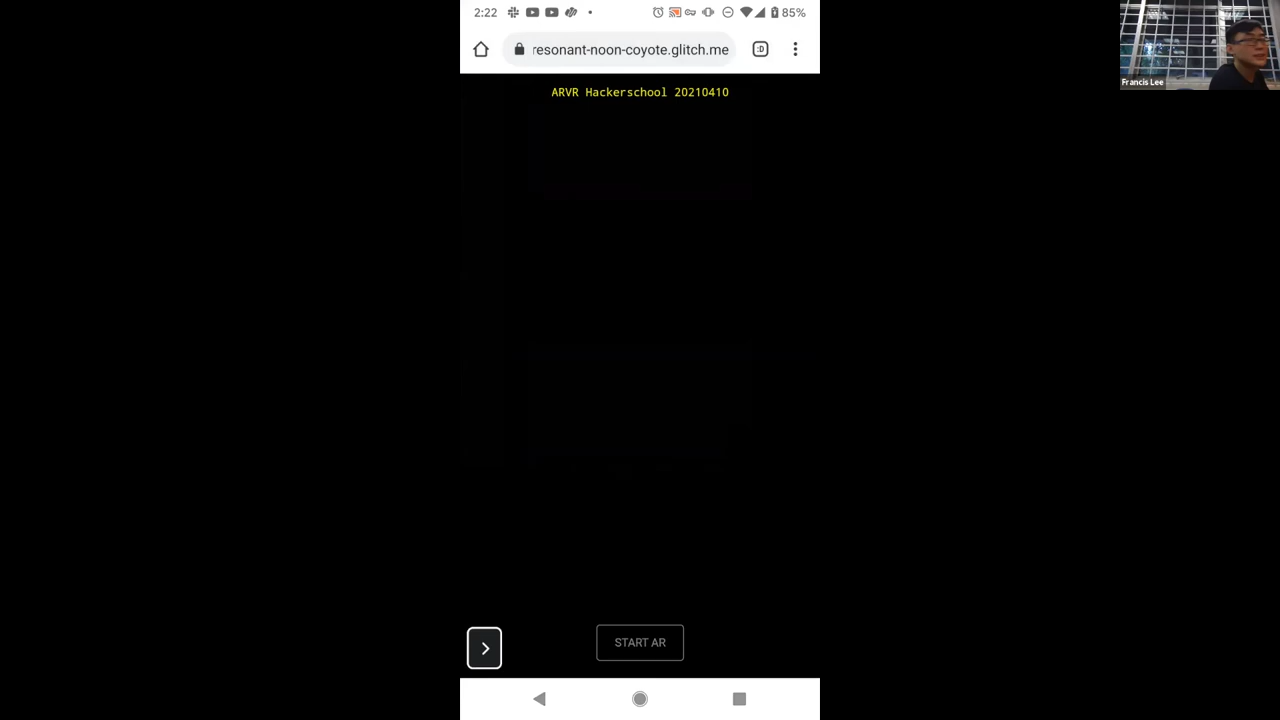 2:22
85%
resonant-noon-coyote.glitch.me
:D
ARVR Hackerschool 20210410
START AR
Francis Lee